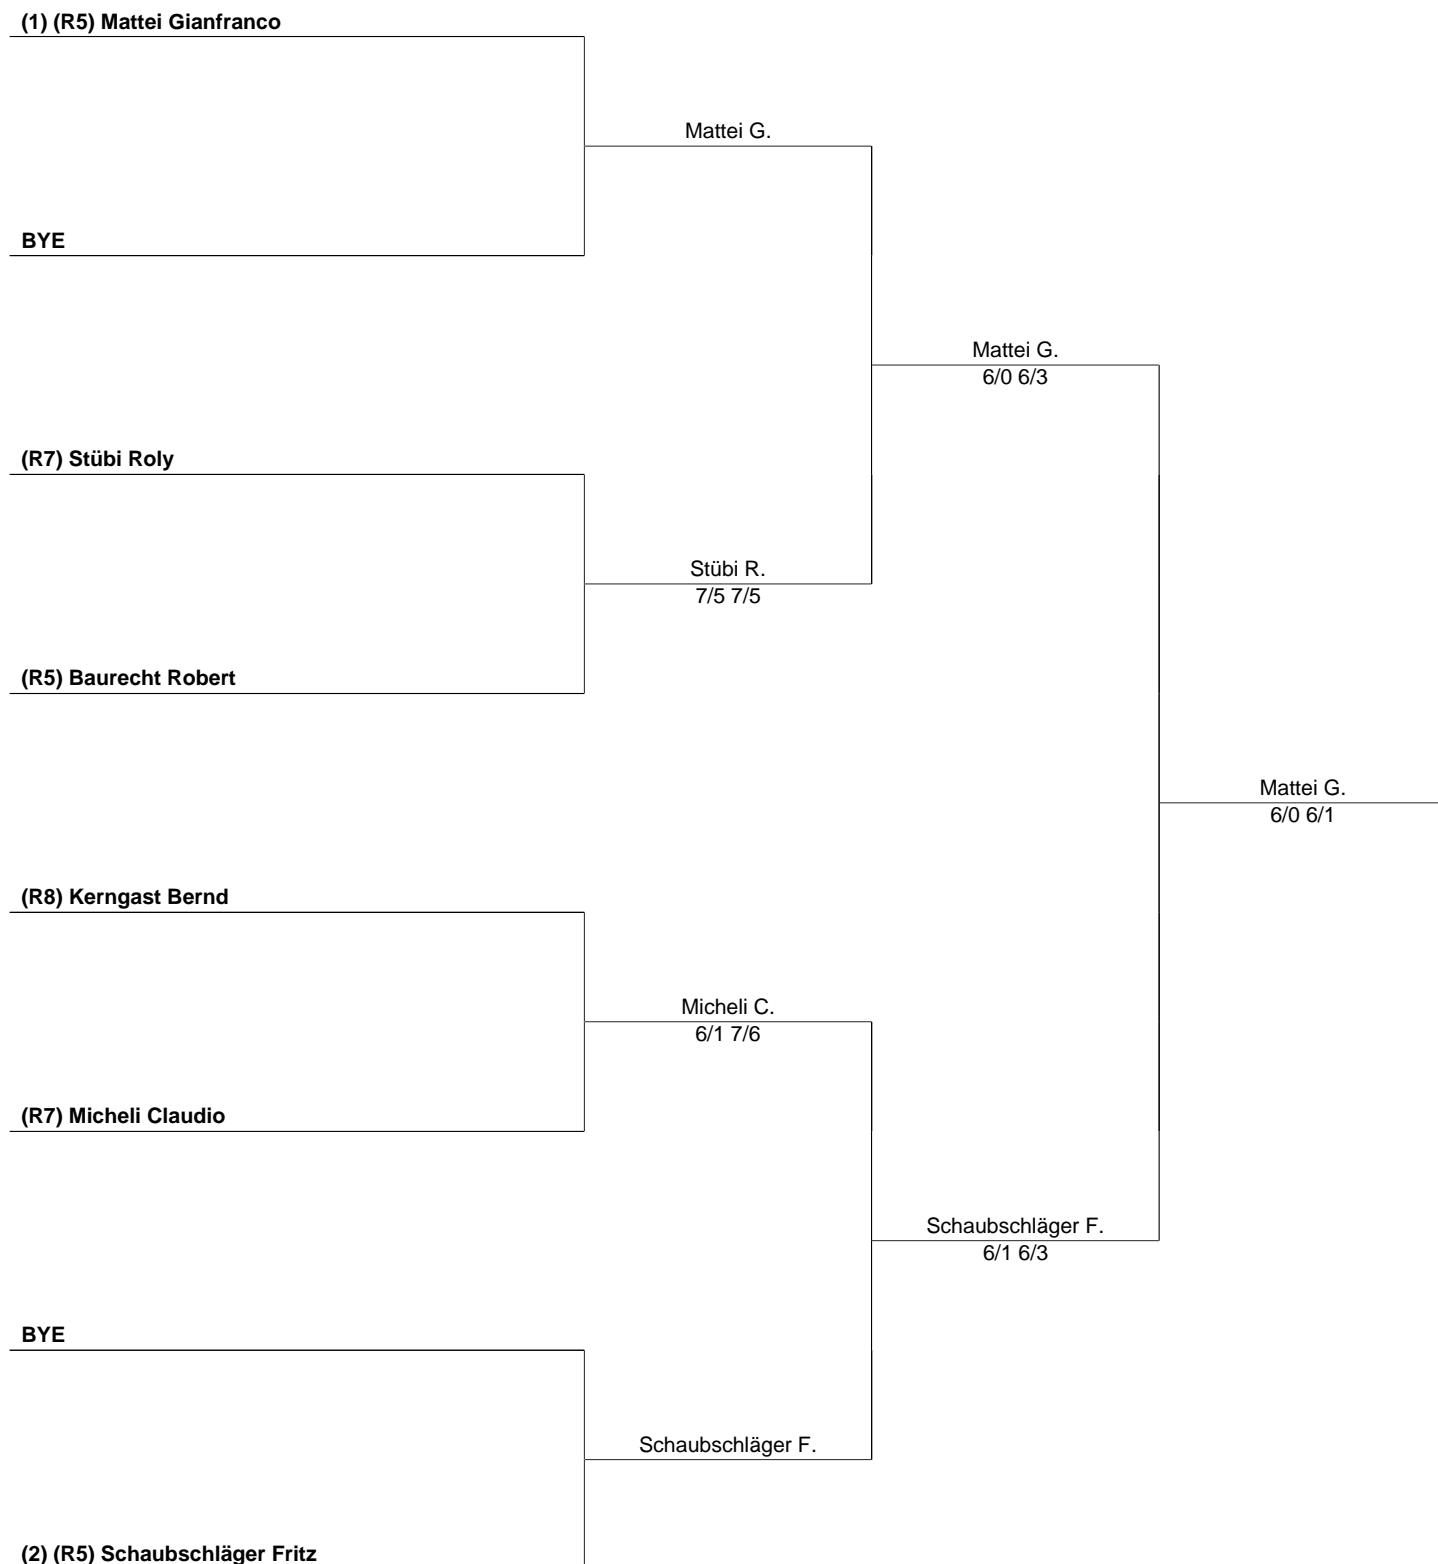 (1) (R5) Mattei Gianfranco
Mattei G.
BYE
Mattei G.
6/0 6/3
(R7) Stübi Roly
Stübi R.
7/5 7/5
(R5) Baurecht Robert
Mattei G.
6/0 6/1
(R8) Kerngast Bernd
Micheli C.
6/1 7/6
(R7) Micheli Claudio
Schaubschläger F.
6/1 6/3
BYE
Schaubschläger F.
(2) (R5) Schaubschläger Fritz